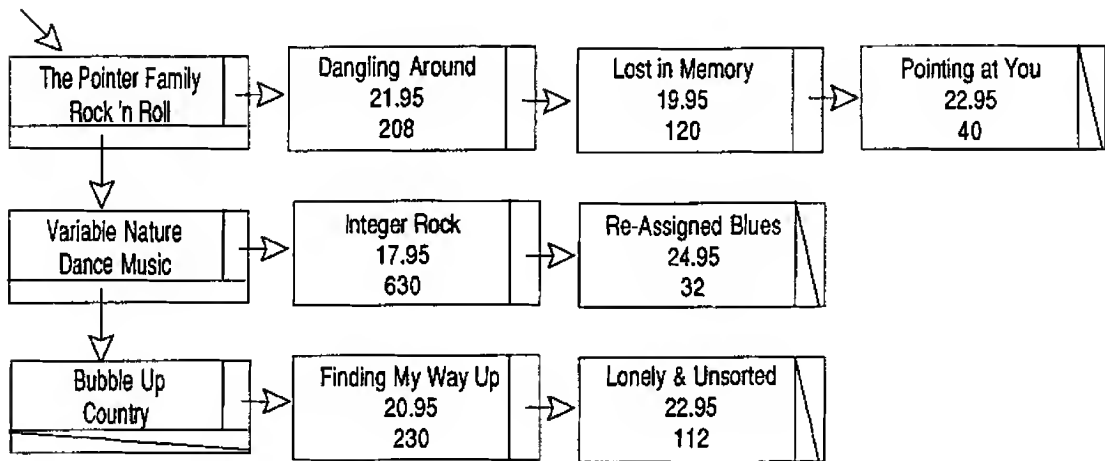 The Pointer Family
Rock 'n Roll
Dangling Around
21.95
208
Lost in Memory
19.95
120
Pointing at You
22.95
40
Variable Nature
Dance Music
Integer Rock
17.95
630
Re-Assigned Blues
24.95
32
Bubble Up
Country
Finding My Way Up
20.95
230
Lonely & Unsorted
22.95
112